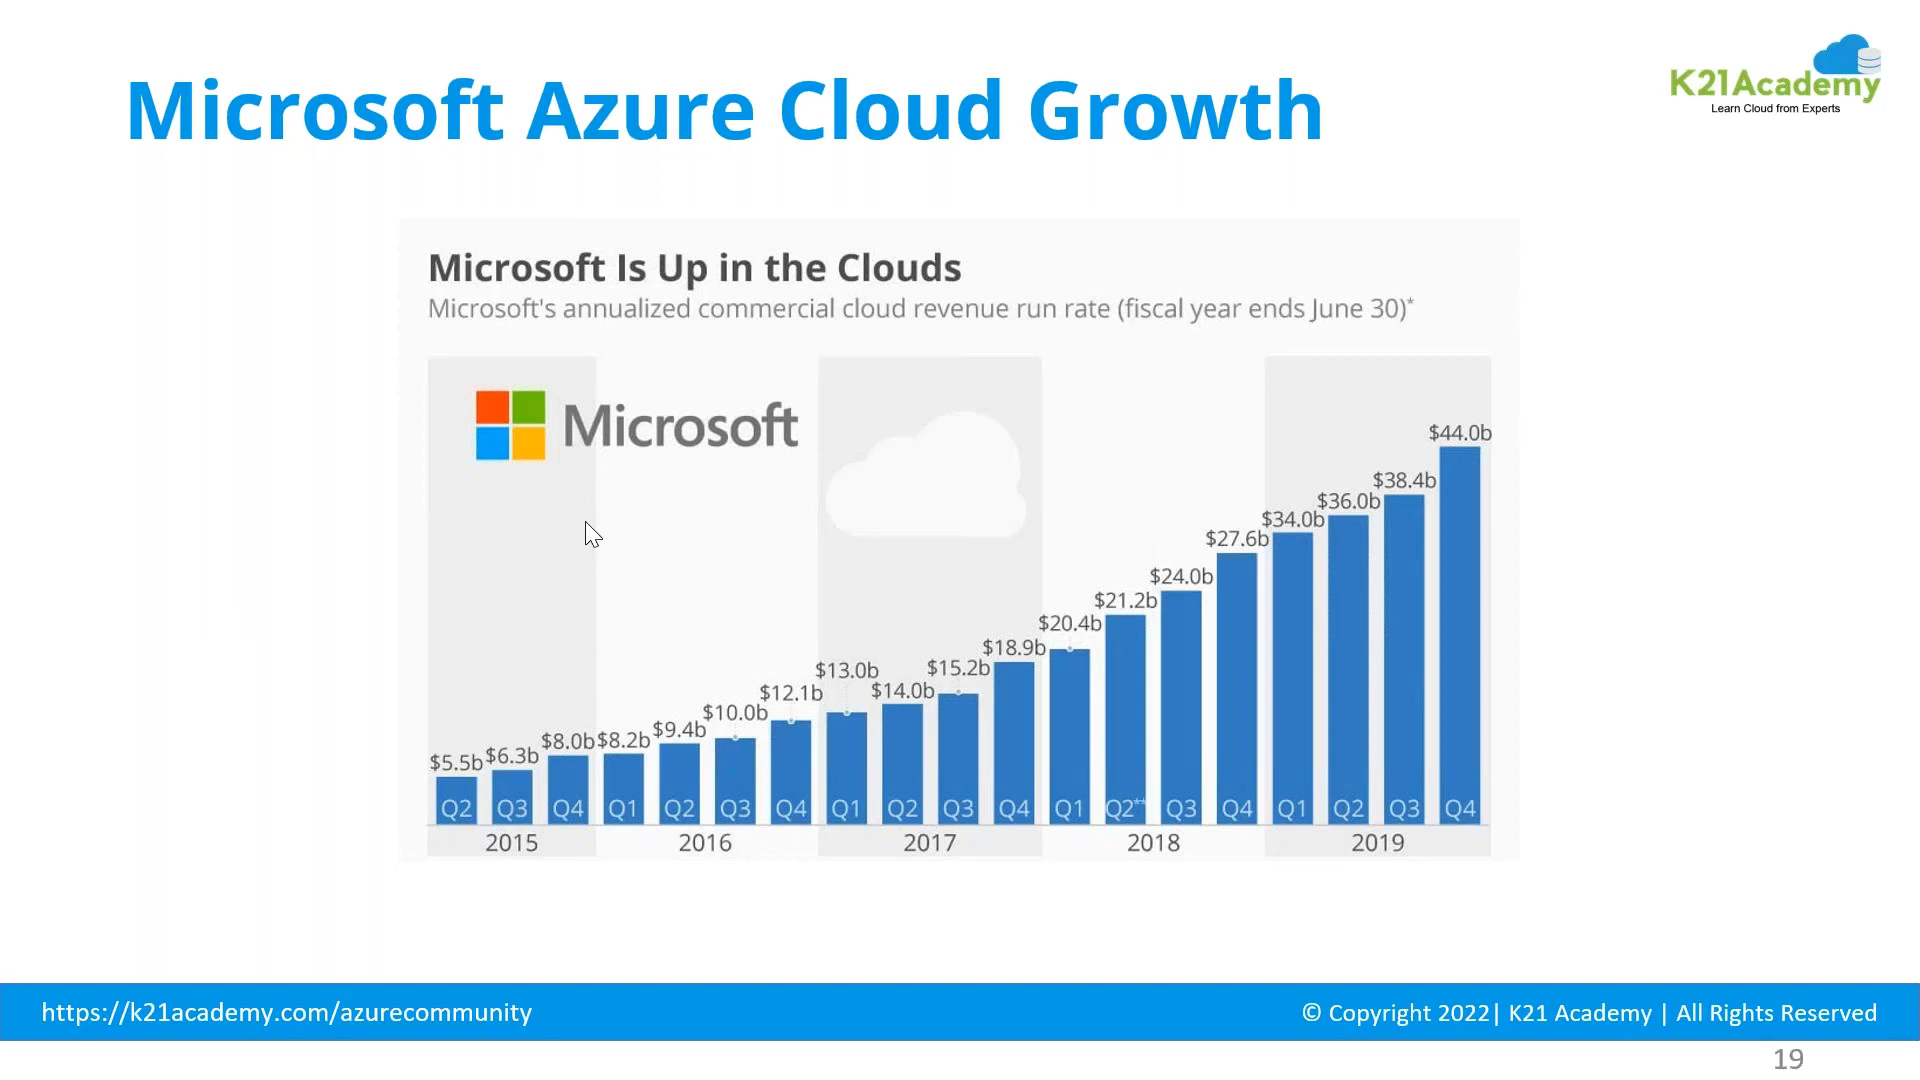 Microsoft Azure Cloud Growth
K21Academy
Learn Cloud from Experts
Microsoft Is Up in the Clouds
Microsoft's annualized commercial cloud revenue run rate (fiscal year ends June 30)*
Microsoft
$5.5b $6.3b $8.0b $8.2b $9.4b $10.0b $12.1b $13.0b $14.0b $15.2b $18.9b $20.4b $21.2b $24.0b $27.6b $34.0b $36.0b $38.4b $44.0b
Q2 Q3 Q4 Q1 Q2 Q3 Q4 Q1 Q2 Q3 Q4 Q1 Q2** Q3 Q4 Q1 Q2 Q3 Q4
2015 2016 2017 2018 2019
https://k21academy.com/azurecommunity
© Copyright 2022| K21 Academy | All Rights Reserved
19